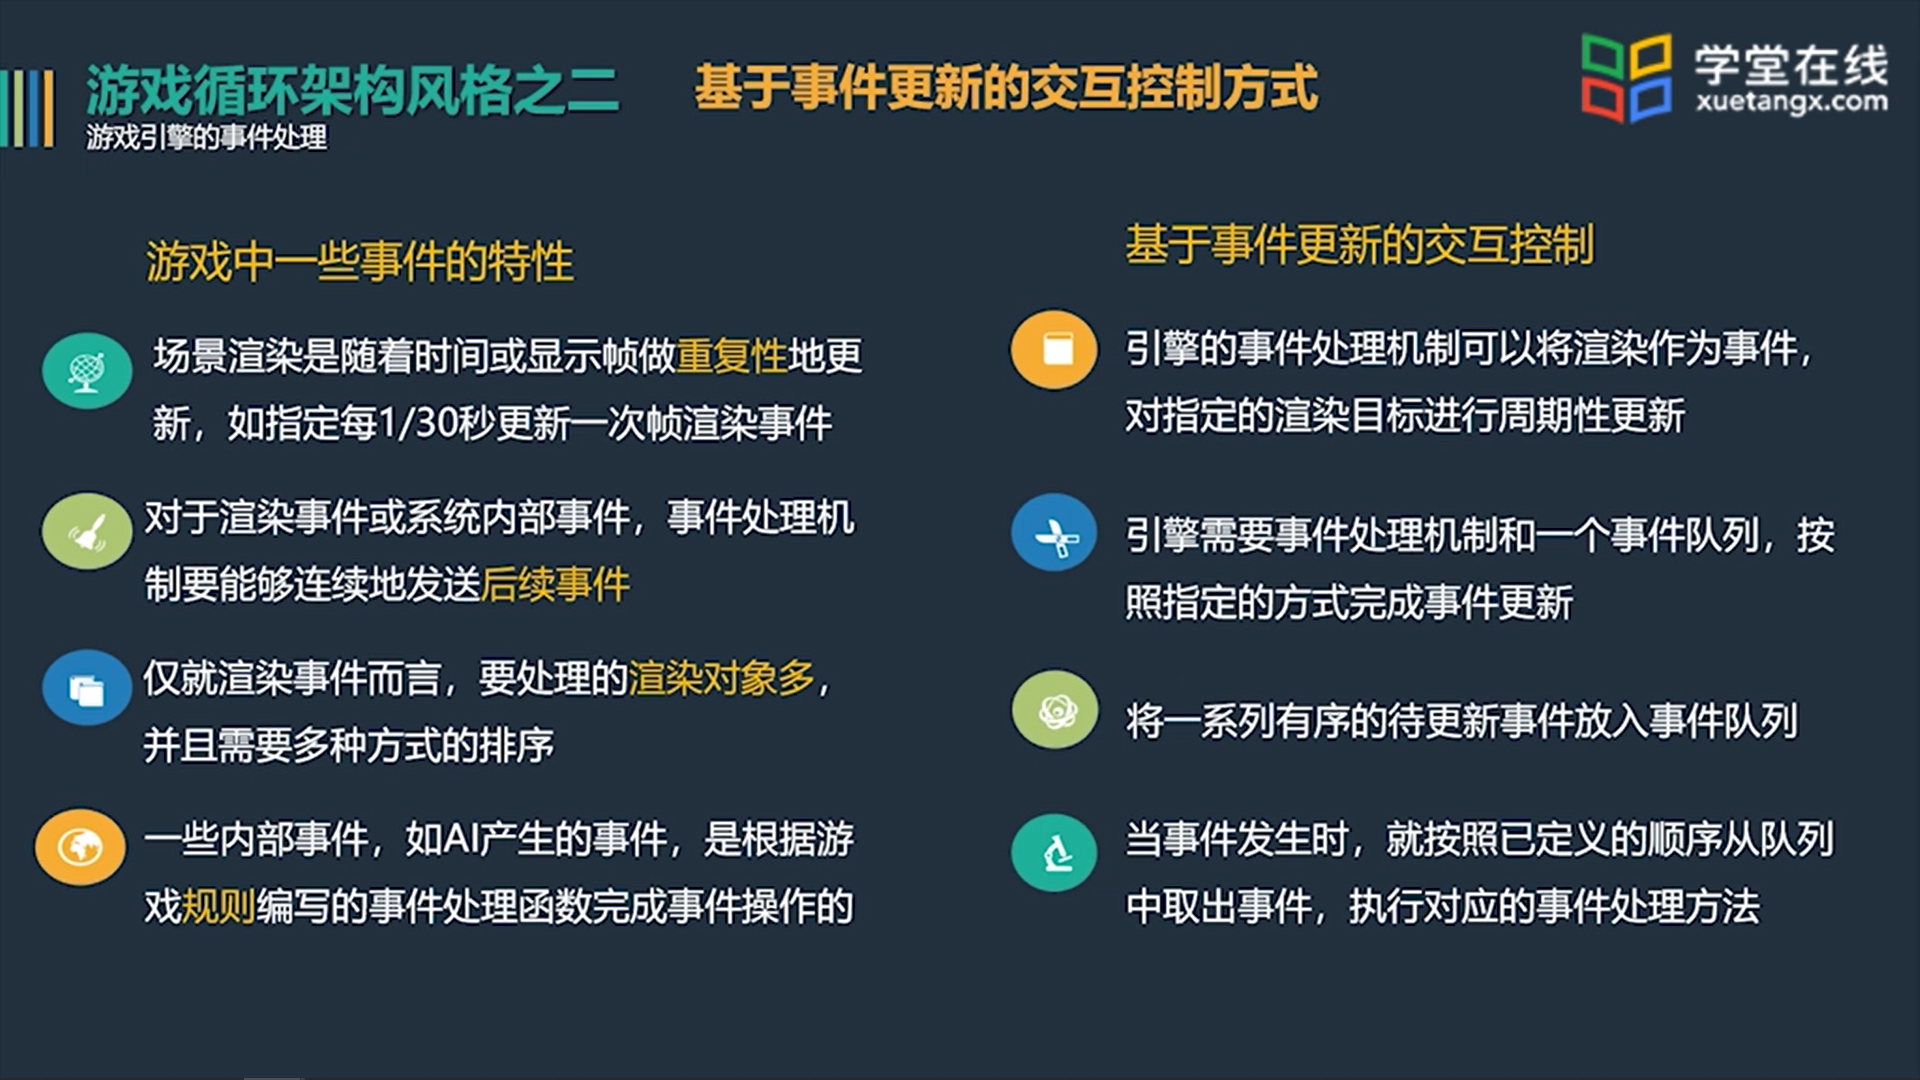 游戏循环架构风格之二
基于事件更新的交互控制方式
游戏引擎的事件处理
学堂在线
xuetangx.com
游戏中一些事件的特性
场景渲染是随着时间或显示帧做重复性地更
新，如指定每1/30秒更新一次帧渲染事件
对于渲染事件或系统内部事件，事件处理机
制要能够连续地发送后续事件
仅就渲染事件而言，要处理的渲染对象多，
并且需要多种方式的排序
一些内部事件，如AI产生的事件，是根据游
戏规则编写的事件处理函数完成事件操作的
基于事件更新的交互控制
引擎的事件处理机制可以将渲染作为事件，
对指定的渲染目标进行周期性更新
引擎需要事件处理机制和一个事件队列，按
照指定的方式完成事件更新
将一系列有序的待更新事件放入事件队列
当事件发生时，就按照已定义的顺序从队列
中取出事件，执行对应的事件处理方法